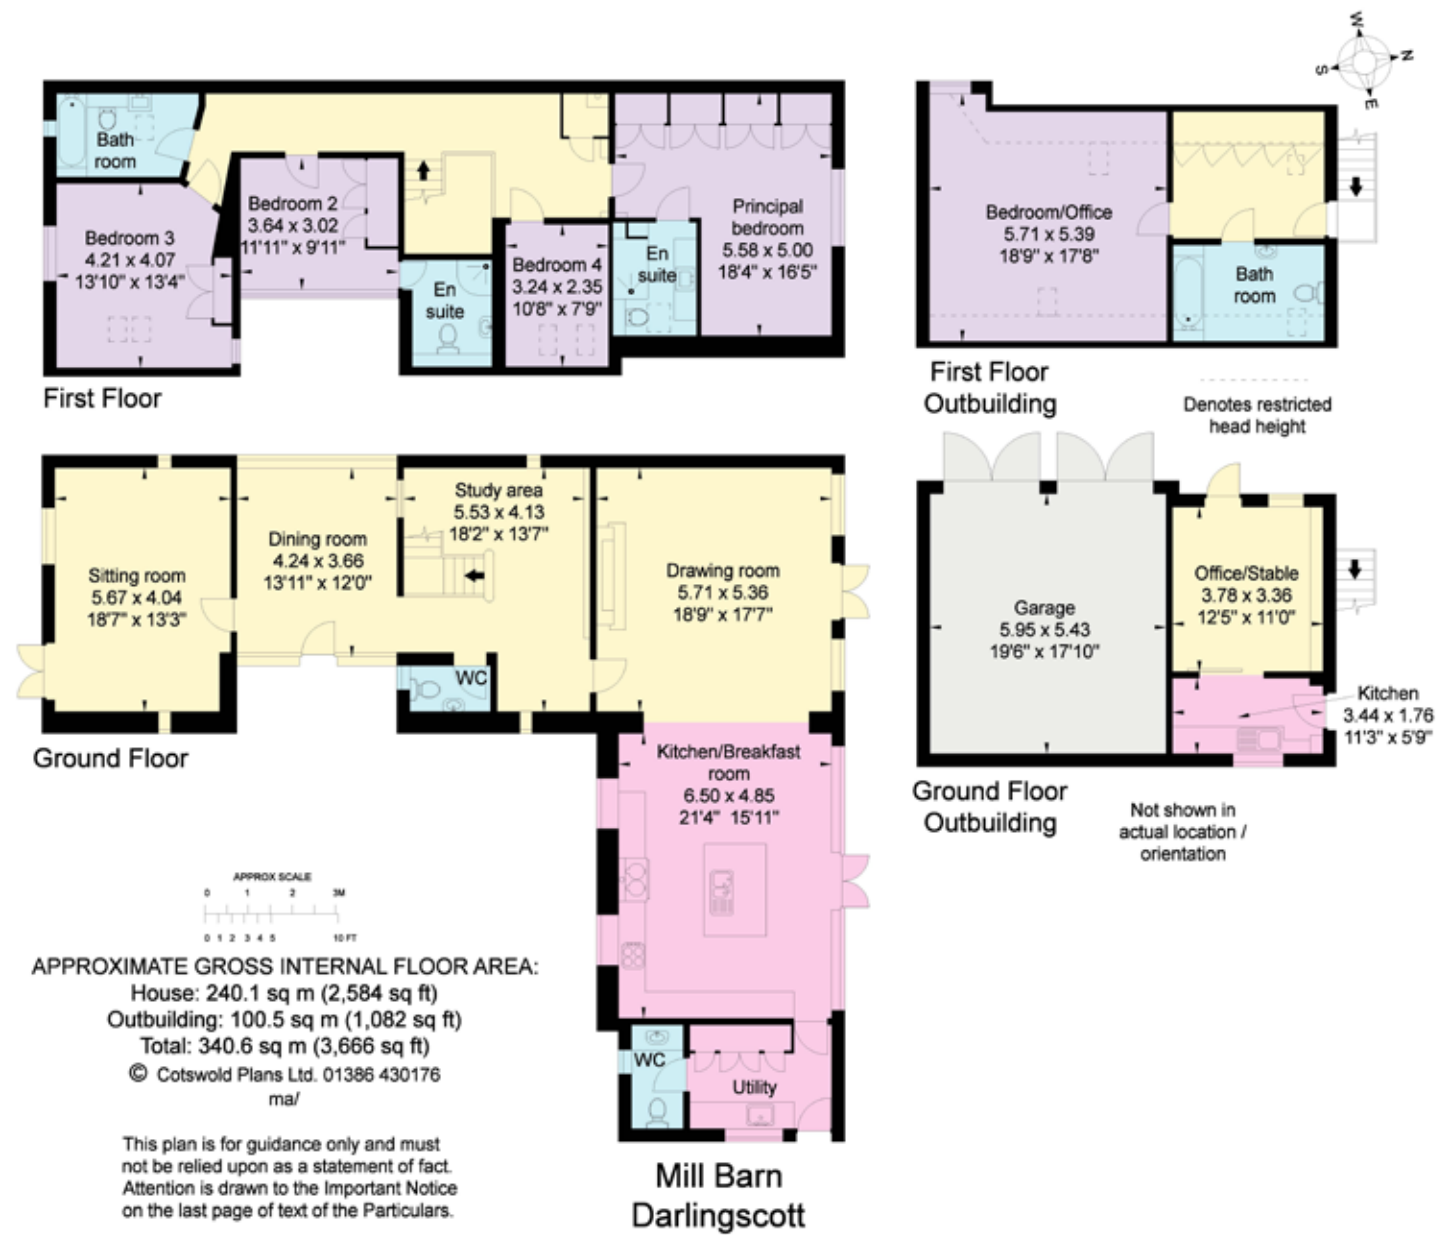 Bath
room
Bedroom 3
4.21 x 4.07
13'10" x 13'4"
Bedroom 2
3.64 x 3.02
11'11" x 9'11"
En
suite
Bedroom 4
3.24 x 2.35
10'8" x 7'9"
En
suite
Principal
bedroom
5.58 x 5.00
18'4" x 16'5"
First Floor
W
N
S
E
Bedroom/Office
5.71 x 5.39
18'9" x 17'8"
Bath
room
First Floor
Outbuilding
Denotes restricted
head height
Sitting room
5.67 x 4.04
18'7" x 13'3"
Dining room
4.24 x 3.66
13'11" x 12'0"
Study area
5.53 x 4.13
18'2" x 13'7"
WC
Drawing room
5.71 x 5.36
18'9" x 17'7"
Ground Floor
Kitchen/Breakfast
room
6.50 x 4.85
21'4" 15'11"
WC
Utility
Garage
5.95 x 5.43
19'6" x 17'10"
Office/Stable
3.78 x 3.36
12'5" x 11'0"
Kitchen
3.44 x 1.76
11'3" x 5'9"
Ground Floor
Outbuilding
Not shown in
actual location /
orientation
APPROX SCALE
0 1 2 3M
0 1 2 3 4 5 10 FT
APPROXIMATE GROSS INTERNAL FLOOR AREA:
House: 240.1 sq m (2,584 sq ft)
Outbuilding: 100.5 sq m (1,082 sq ft)
Total: 340.6 sq m (3,666 sq ft)
© Cotswold Plans Ltd. 01386 430176
ma/
This plan is for guidance only and must
not be relied upon as a statement of fact.
Attention is drawn to the Important Notice
on the last page of text of the Particulars.
Mill Barn
Darlingscott